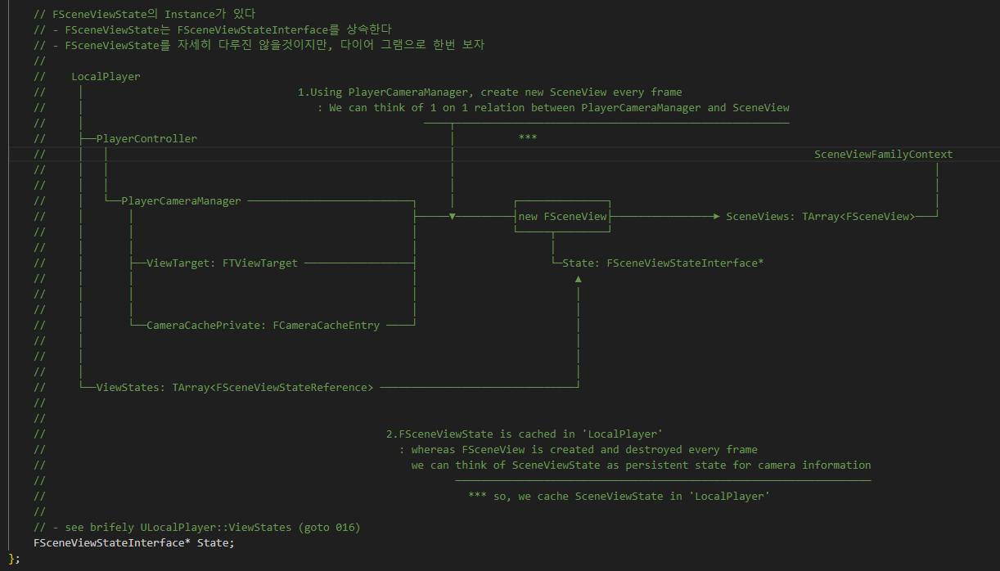 // FSceneViewState의 Instance가 있다
// - FSceneViewState는 FSceneViewStateInterface를 상속한다
// - FSceneViewState를 자세히 다루진 않을것이지만, 다이어 그램으로 한번 보자
//
// LocalPlayer
// 1.Using PlayerCameraManager, create new SceneView every frame
// : We can think of 1 on 1 relation between PlayerCameraManager and SceneView
//
// PlayerController ***
// SceneViewFamilyContext
//
//
// PlayerCameraManager
// new FSceneView SceneViews: TArray<FSceneView>
//
//
// ViewTarget: FTViewTarget State: FSceneViewStateInterface*
//
//
//
// CameraCachePrivate: FCameraCacheEntry
//
//
//
// ViewStates: TArray<FSceneViewStateReference>
//
//
// 2.FSceneViewState is cached in 'LocalPlayer'
// : whereas FSceneView is created and destroyed every frame
// we can think of SceneViewState as persistent state for camera information
//
// *** so, we cache SceneViewState in 'LocalPlayer'
//
// - see brifely ULocalPlayer::ViewStates (goto 016)
FSceneViewStateInterface* State;
};